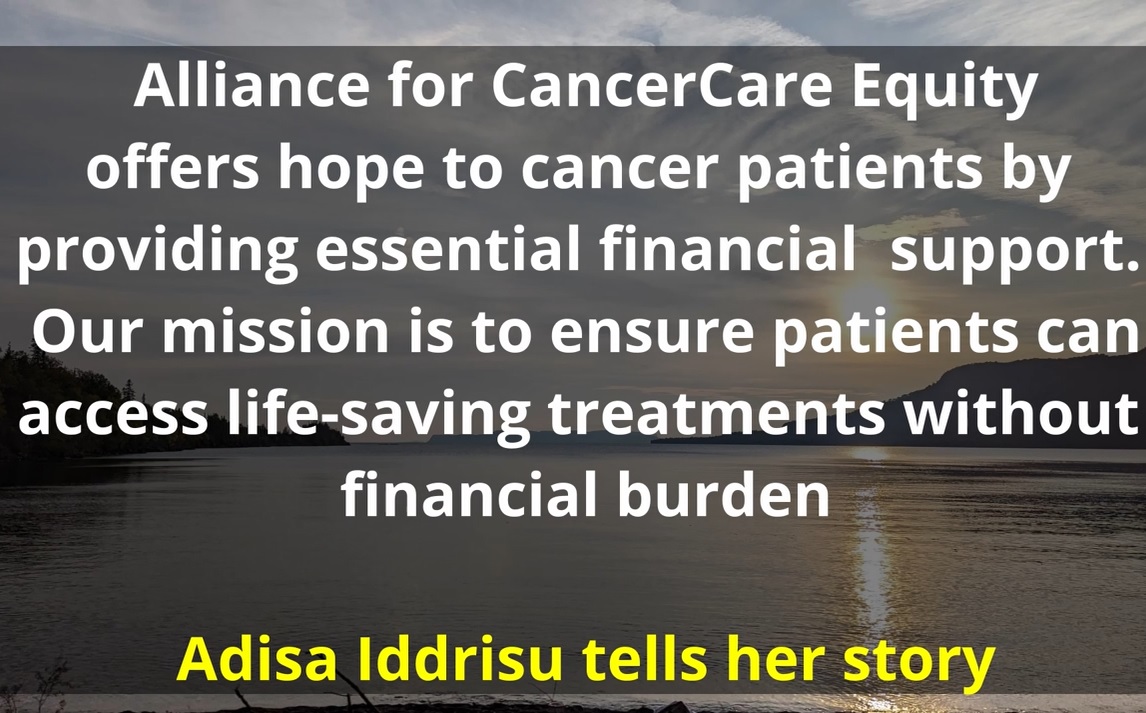 Alliance for CancerCare Equity
offers hope to cancer patients by
providing essential financial  support.
Our mission is to ensure patients can
access life-saving treatments without
financial burden
Adisa Iddrisu tells her story